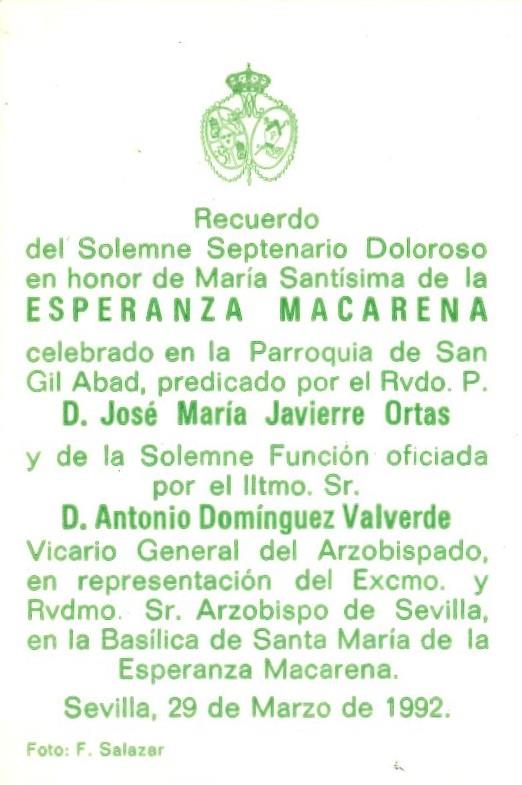 Recuerdo
del Solemne Septenario Doloroso
en honor de María Santísima de la
ESPERANZA MACARENA
celebrado en la Parroquia de San
Gil Abad, predicado por el Rvdo. P.
D. José María Javierre Ortas
y de la Solemne Función oficiada
por el Iltmo. Sr.
D. Antonio Domínguez Valverde
Vicario General del Arzobispado,
en representación del Excmo. y
Rvdmo. Sr. Arzobispo de Sevilla,
en la Basílica de Santa María de la
Esperanza Macarena.
Sevilla, 29 de Marzo de 1992.
Foto: F. Salazar